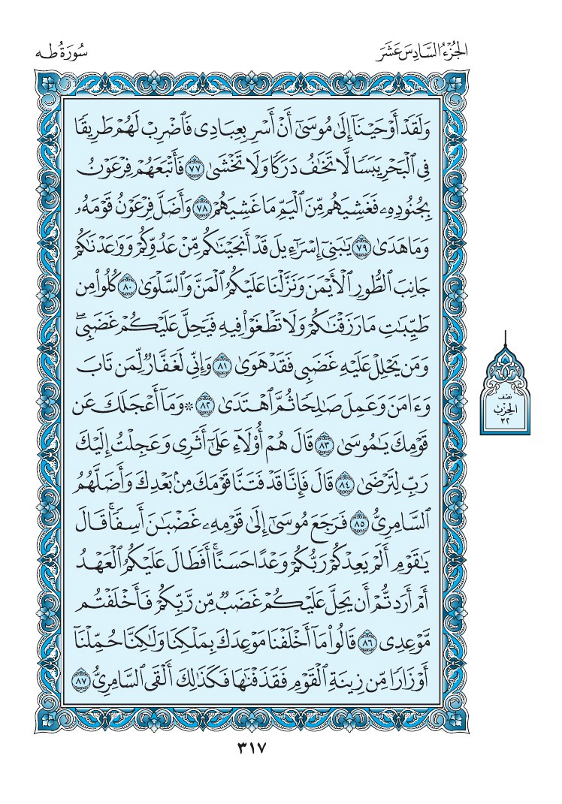 الجُزْءُ السَّادِسَ عَشَرَ
سُورَةُ طه
وَلَقَدۡ أَوۡحَيۡنَآ إِلَىٰ مُوسَىٰٓ أَنۡ أَسۡرِ بِعِبَادِي فَٱضۡرِبۡ لَهُمۡ طَرِيقٗا
فِي ٱلۡبَحۡرِ يَبَسٗا لَّا تَخَٰفُ دَرَكٗا وَلَا تَخۡشَىٰ ٧٧ فَأَتۡبَعَهُمۡ فِرۡعَوۡنُ
بِجُنُودِهِۦ فَغَشِيَهُم مِّنَ ٱلۡيَمِّ مَا غَشِيَهُمۡ ٧٨ وَأَضَلَّ فِرۡعَوۡنُ قَوۡمَهُۥ
وَمَا هَدَىٰ ٧٩ يَٰبَنِيٓ إِسۡرَٰٓءِيلَ قَدۡ أَنجَيۡنَٰكُم مِّنۡ عَدُوِّكُمۡ وَوَٰعَدۡنَٰكُمۡ
جَانِبَ ٱلطُّورِ ٱلۡأَيۡمَنَ وَنَزَّلۡنَا عَلَيۡكُمُ ٱلۡمَنَّ وَٱلسَّلۡوَىٰ ٨٠ كُلُواْ مِن
طَيِّبَٰتِ مَا رَزَقۡنَٰكُمۡ وَلَا تَطۡغَوۡاْ فِيهِ فَيَحِلَّ عَلَيۡكُمۡ غَضَبِيۖ
وَمَن يَحۡلِلۡ عَلَيۡهِ غَضَبِي فَقَدۡ هَوَىٰ ٨١ وَإِنِّي لَغَفَّارٞ لِّمَن تَابَ
وَءَامَنَ وَعَمِلَ صَٰلِحٗا ثُمَّ ٱهۡتَدَىٰ ٨٢ ۞وَمَآ أَعۡجَلَكَ عَن
قَوۡمِكَ يَٰمُوسَىٰ ٨٣ قَالَ هُمۡ أُوْلَآءِ عَلَىٰٓ أَثَرِي وَعَجِلۡتُ إِلَيۡكَ
رَبِّ لِتَرۡضَىٰ ٨٤ قَالَ فَإِنَّا قَدۡ فَتَنَّا قَوۡمَكَ مِنۢ بَعۡدِكَ وَأَضَلَّهُمُ
ٱلسَّامِرِيُّ ٨٥ فَرَجَعَ مُوسَىٰٓ إِلَىٰ قَوۡمِهِۦ غَضۡبَٰنَ أَسِفٗاۚ قَالَ
يَٰقَوۡمِ أَلَمۡ يَعِدۡكُمۡ رَبُّكُمۡ وَعۡدًا حَسَنًاۚ أَفَطَالَ عَلَيۡكُمُ ٱلۡعَهۡدُ
أَمۡ أَرَدتُّمۡ أَن يَحِلَّ عَلَيۡكُمۡ غَضَبٞ مِّن رَّبِّكُمۡ فَأَخۡلَفۡتُم
مَّوۡعِدِي ٨٦ قَالُواْ مَآ أَخۡلَفۡنَا مَوۡعِدَكَ بِمَلۡكِنَا وَلَٰكِنَّا حُمِّلۡنَآ
أَوۡزَارٗا مِّن زِينَةِ ٱلۡقَوۡمِ فَقَذَفۡنَٰهَا فَكَذَٰلِكَ أَلۡقَى ٱلسَّامِرِيُّ ٨٧
نصف
الحزب
٣٢
٣١٧